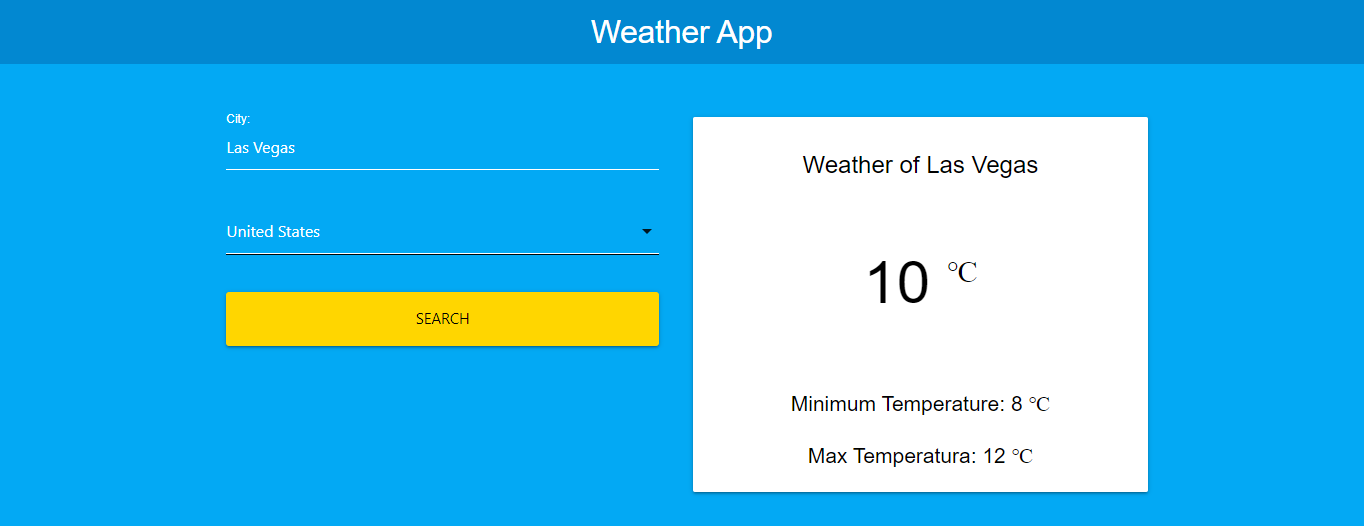 Weather App
City:
Las Vegas
United States
SEARCH
Weather of Las Vegas
10 °C
Minimum Temperature: 8 °C
Max Temperatura: 12 °C